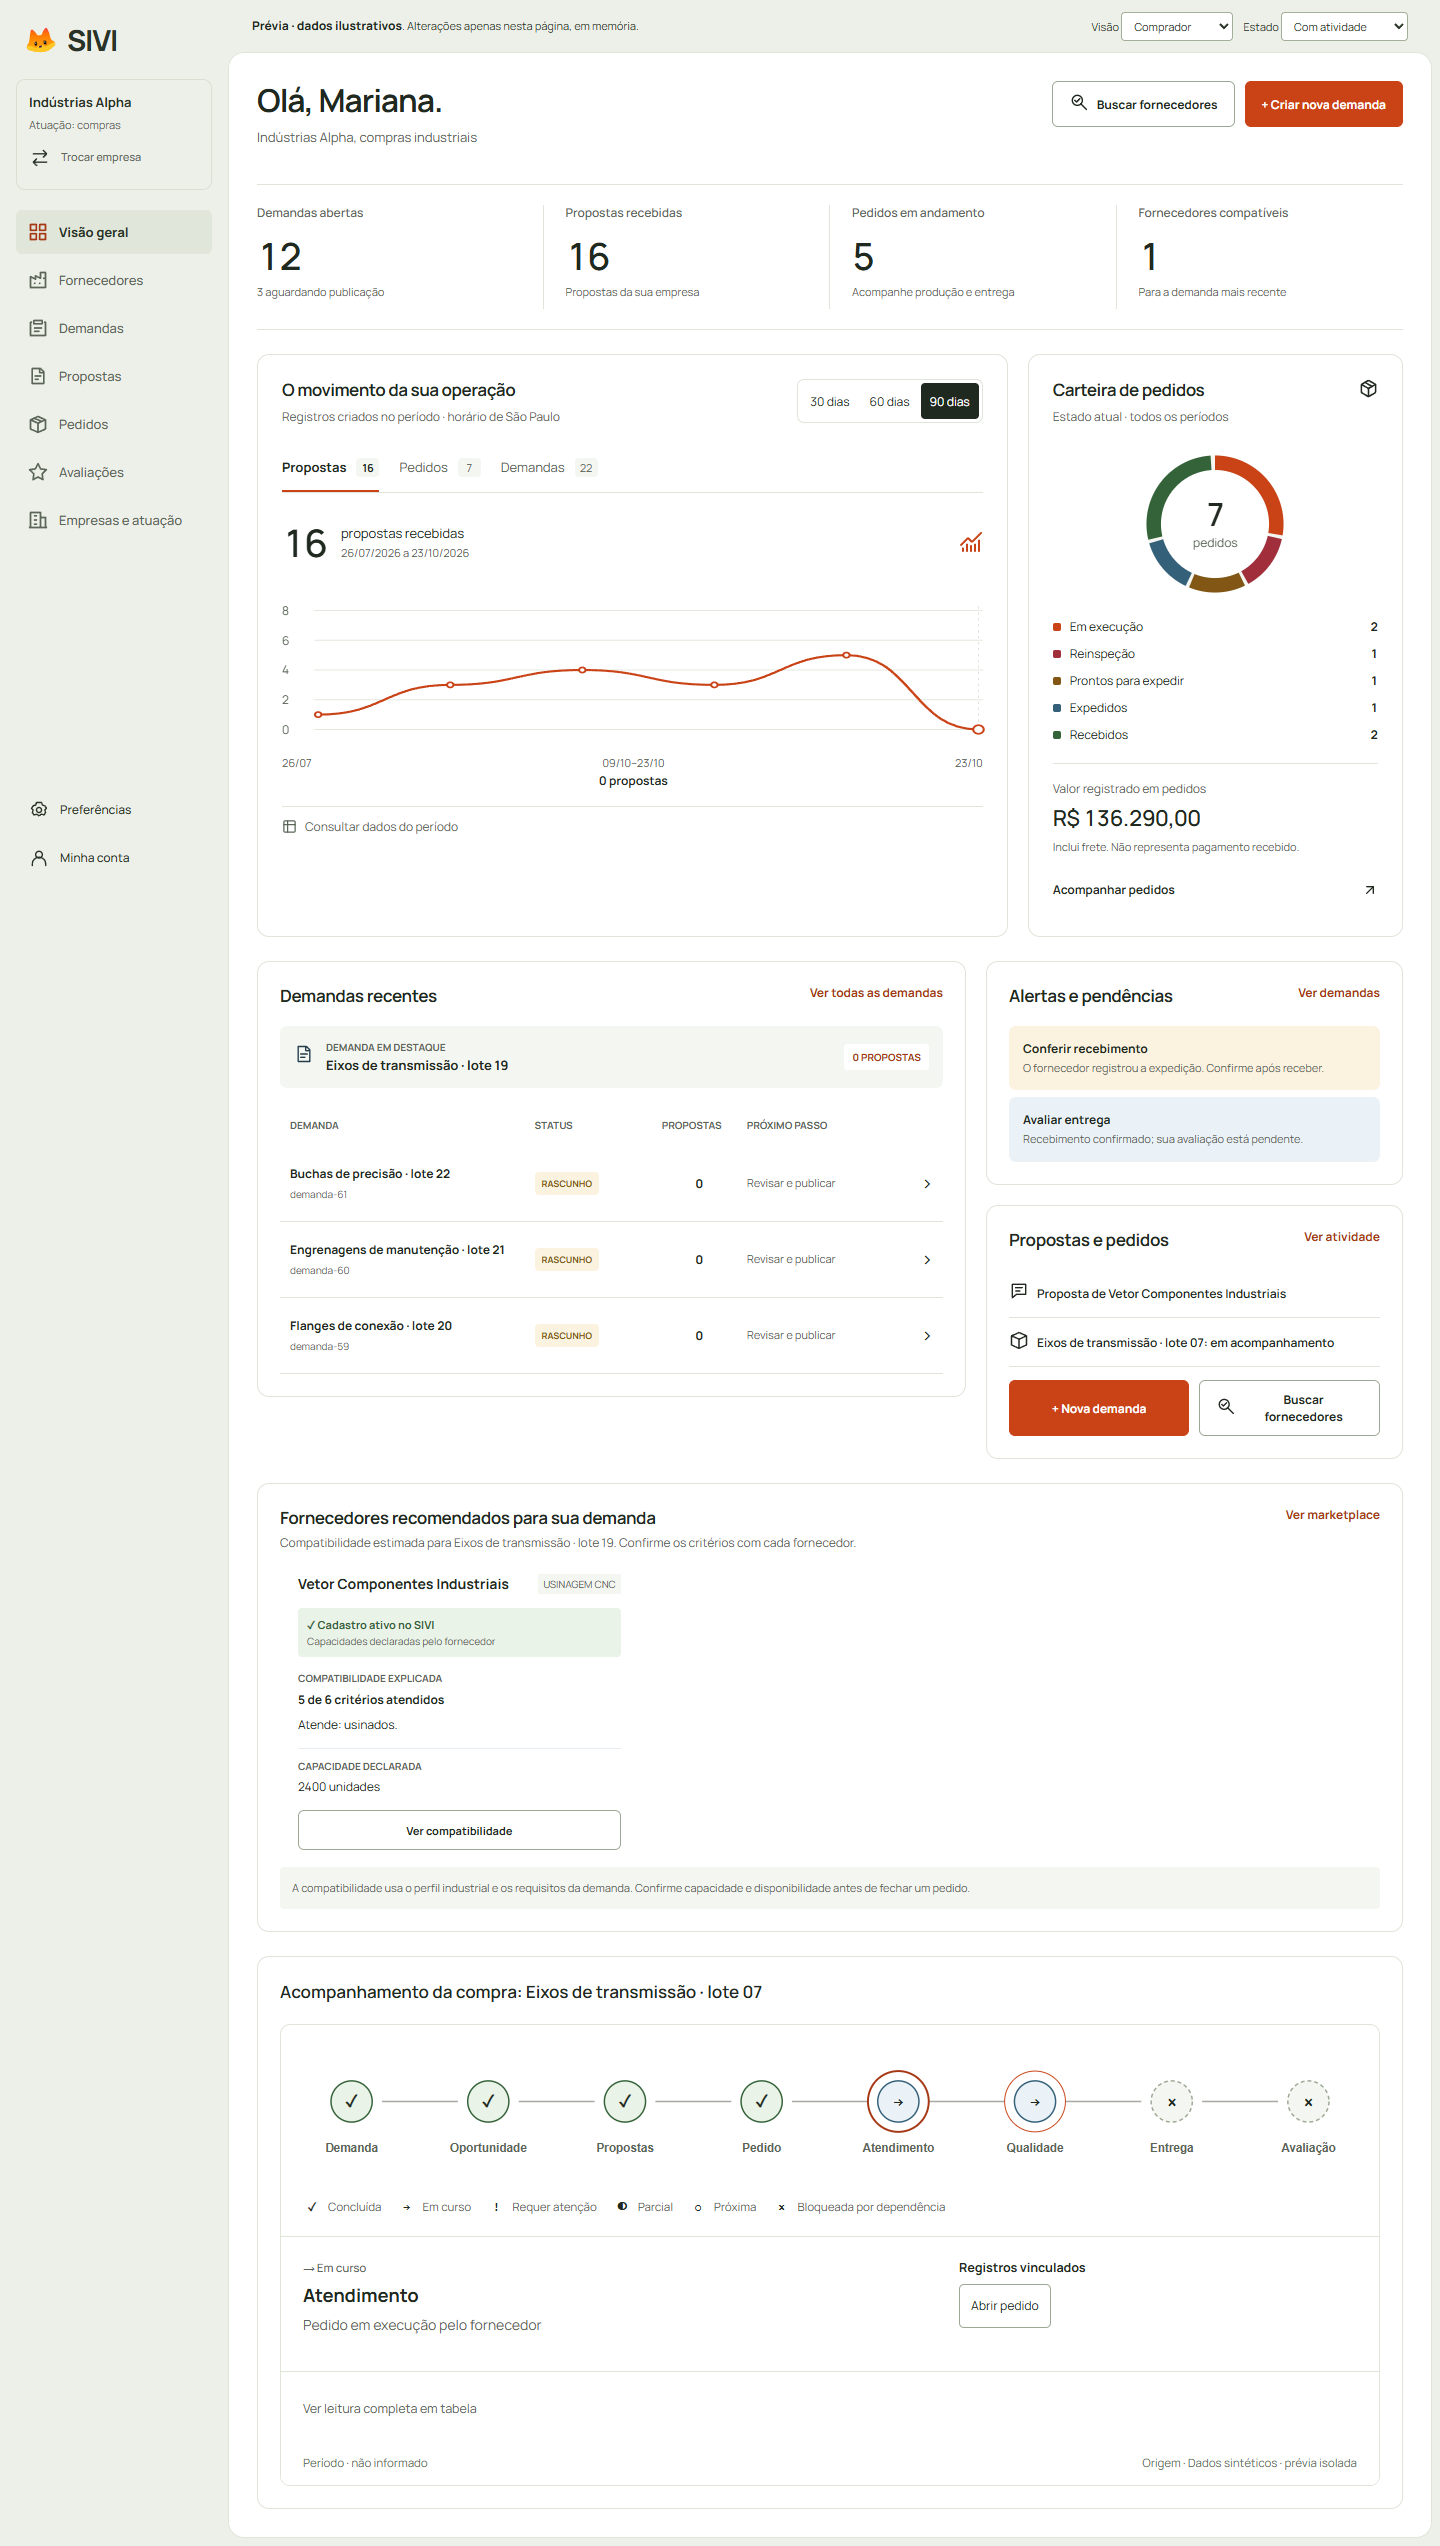 SIVI
Prévia · dados ilustrativos. Alterações apenas nesta página, em memória.
Visão Comprador Estado Com atividade
Indústrias Alpha
Atuação: compras
Trocar empresa
Visão geral
Fornecedores
Demandas
Propostas
Pedidos
Avaliações
Empresas e atuação
Preferências
Minha conta
Olá, Mariana.
Indústrias Alpha, compras industriais
Buscar fornecedores
+ Criar nova demanda
Demandas abertas
12
3 aguardando publicação
Propostas recebidas
16
Propostas da sua empresa
Pedidos em andamento
5
Acompanhe produção e entrega
Fornecedores compatíveis
1
Para a demanda mais recente
O movimento da sua operação
Registros criados no período · horário de São Paulo
30 dias 60 dias 90 dias
Propostas 16 Pedidos 7 Demandas 22
16
propostas recebidas
26/07/2026 a 23/10/2026
8
6
4
2
0
26/07 09/10–23/10 23/10
0 propostas
Consultar dados do período
Carteira de pedidos
Estado atual · todos os períodos
7
pedidos
Em execução 2
Reinspeção 1
Prontos para expedir 1
Expedidos 1
Recebidos 2
Valor registrado em pedidos
R$ 136.290,00
Inclui frete. Não representa pagamento recebido.
Acompanhar pedidos
Demandas recentes
Ver todas as demandas
DEMANDA EM DESTAQUE
Eixos de transmissão · lote 19
0 PROPOSTAS
DEMANDA STATUS PROPOSTAS PRÓXIMO PASSO
Buchas de precisão · lote 22
demanda-61
RASCUNHO 0 Revisar e publicar
Engrenagens de manutenção · lote 21
demanda-60
RASCUNHO 0 Revisar e publicar
Flanges de conexão · lote 20
demanda-59
RASCUNHO 0 Revisar e publicar
Alertas e pendências
Ver demandas
Conferir recebimento
O fornecedor registrou a expedição. Confirme após receber.
Avaliar entrega
Recebimento confirmado; sua avaliação está pendente.
Propostas e pedidos
Ver atividade
Proposta de Vetor Componentes Industriais
Eixos de transmissão · lote 07: em acompanhamento
+ Nova demanda
Buscar
fornecedores
Fornecedores recomendados para sua demanda
Ver marketplace
Compatibilidade estimada para Eixos de transmissão · lote 19. Confirme os critérios com cada fornecedor.
Vetor Componentes Industriais
USINAGEM CNC
✓ Cadastro ativo no SIVI
Capacidades declaradas pelo fornecedor
COMPATIBILIDADE EXPLICADA
5 de 6 critérios atendidos
Atende: usinados.
CAPACIDADE DECLARADA
2400 unidades
Ver compatibilidade
A compatibilidade usa o perfil industrial e os requisitos da demanda. Confirme capacidade e disponibilidade antes de fechar um pedido.
Acompanhamento da compra: Eixos de transmissão · lote 07
✓ ✓ ✓ ✓ → → × ×
Demanda Oportunidade Propostas Pedido Atendimento Qualidade Entrega Avaliação
✓ Concluída → Em curso ! Requer atenção ◐ Parcial ○ Próxima × Bloqueada por dependência
→ Em curso
Atendimento
Pedido em execução pelo fornecedor
Registros vinculados
Abrir pedido
Ver leitura completa em tabela
Período · não informado
Origem · Dados sintéticos · prévia isolada